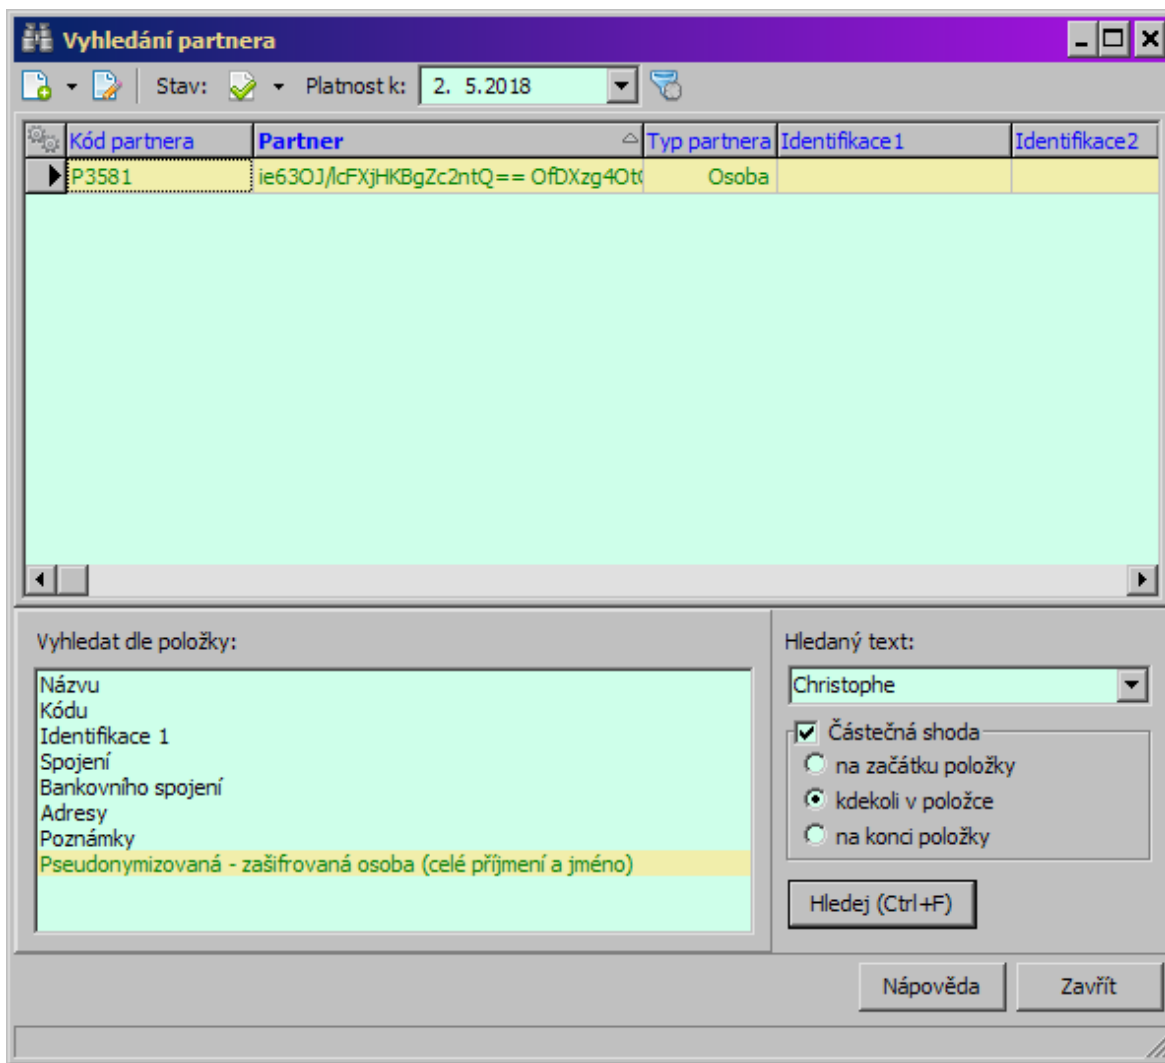 Vyhledání partnera
Stav: Platnost k: 2. 5.2018
Kód partnera Partner Typ partnera Identifikace1 Identifikace2
P3581 ie63OJ/lcFXjHKBgZc2ntQ== OfDXzg4Ot Osoba
Vyhledat dle položky:
Názvu
Kódu
Identifikace 1
Spojení
Bankovního spojení
Adresy
Poznámky
Pseudonymizovaná - zašifrovaná osoba (celé příjmení a jméno)
Hledaný text:
Christophe
Částečná shoda
na začátku položky
kdekoli v položce
na konci položky
Hledej (Ctrl+F)
Nápověda Zavřít